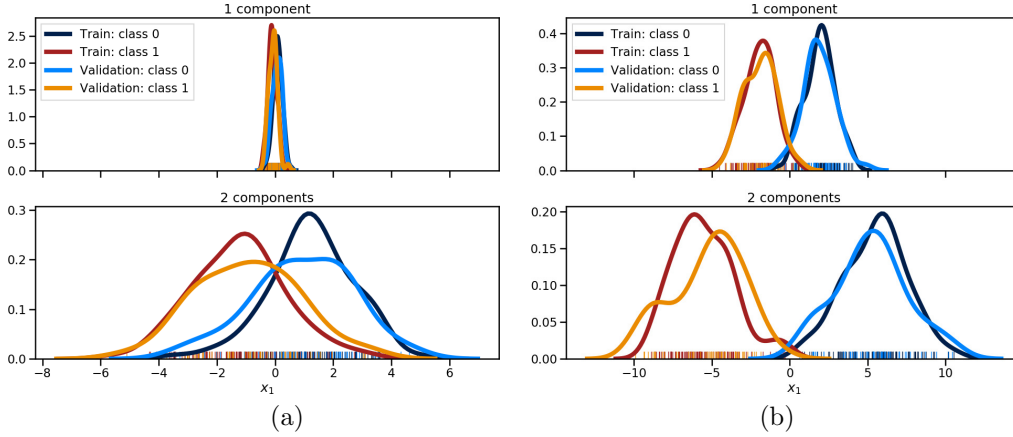 1 component
2.5
2.0
1.5
1.0
0.5
0.0
Train: class 0
Train: class 1
Validation: class 0
Validation: class 1
2 components
0.3
0.2
0.1
0.0
−8 −6 −4 −2 0 2 4 6
x₁
(a)
1 component
0.4
0.3
0.2
0.1
0.0
Train: class 0
Train: class 1
Validation: class 0
Validation: class 1
2 components
0.20
0.15
0.10
0.05
0.00
−10 −5 0 5 10
x₁
(b)